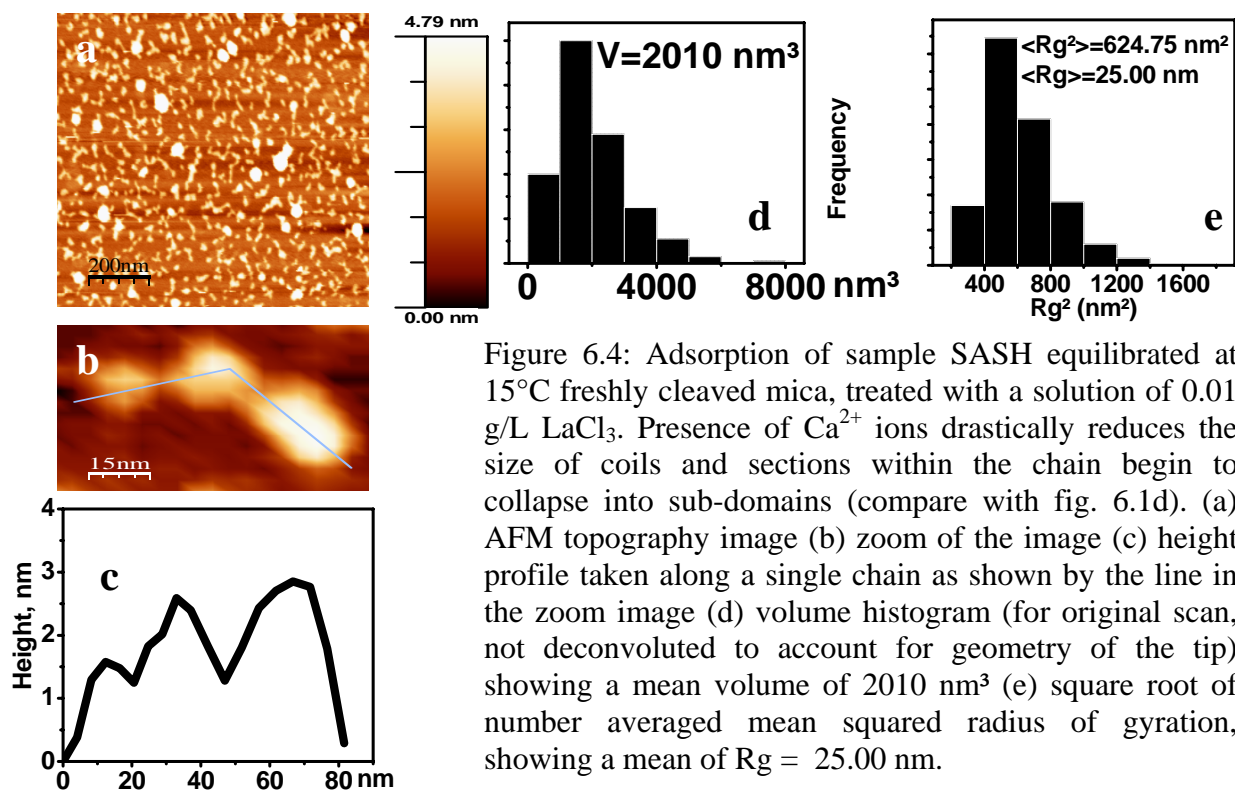 a
200nm
4.79 nm
0.00 nm
V=2010 nm³
d
0 4000 8000 nm³
Frequency
<Rg²>=624.75 nm²
<Rg>=25.00 nm
e
400 800 1200 1600
Rg² (nm²)
b
15nm
Height, nm
4
3
2
1
0
c
0 20 40 60 80 nm
Figure 6.4: Adsorption of sample SASH equilibrated at
15°C freshly cleaved mica, treated with a solution of 0.01
g/L LaCl₃. Presence of Ca²⁺ ions drastically reduces the
size of coils and sections within the chain begin to
collapse into sub-domains (compare with fig. 6.1d). (a)
AFM topography image (b) zoom of the image (c) height
profile taken along a single chain as shown by the line in
the zoom image (d) volume histogram (for original scan,
not deconvoluted to account for geometry of the tip)
showing a mean volume of 2010 nm³ (e) square root of
number averaged mean squared radius of gyration,
showing a mean of Rg = 25.00 nm.